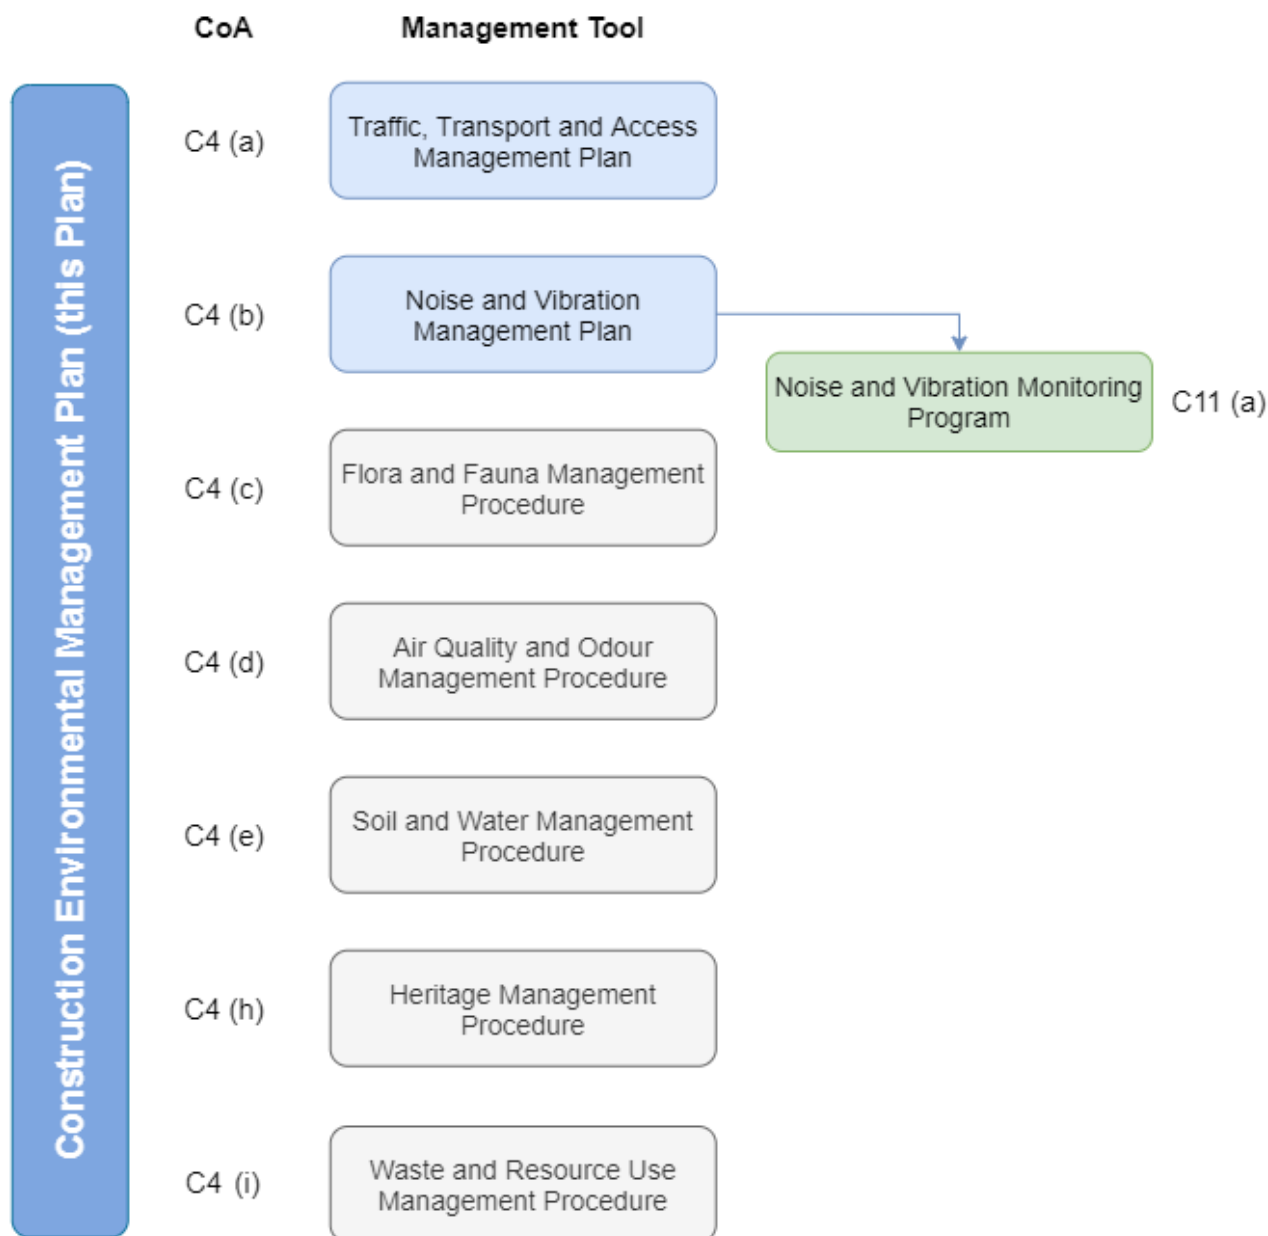 CoA Management Tool
Construction Environmental Management Plan (this Plan)
C4 (a)
Traffic, Transport and Access
Management Plan
C4 (b)
Noise and Vibration
Management Plan
Noise and Vibration Monitoring
Program
C11 (a)
C4 (c)
Flora and Fauna Management
Procedure
C4 (d)
Air Quality and Odour
Management Procedure
C4 (e)
Soil and Water Management
Procedure
C4 (h)
Heritage Management
Procedure
C4 (i)
Waste and Resource Use
Management Procedure